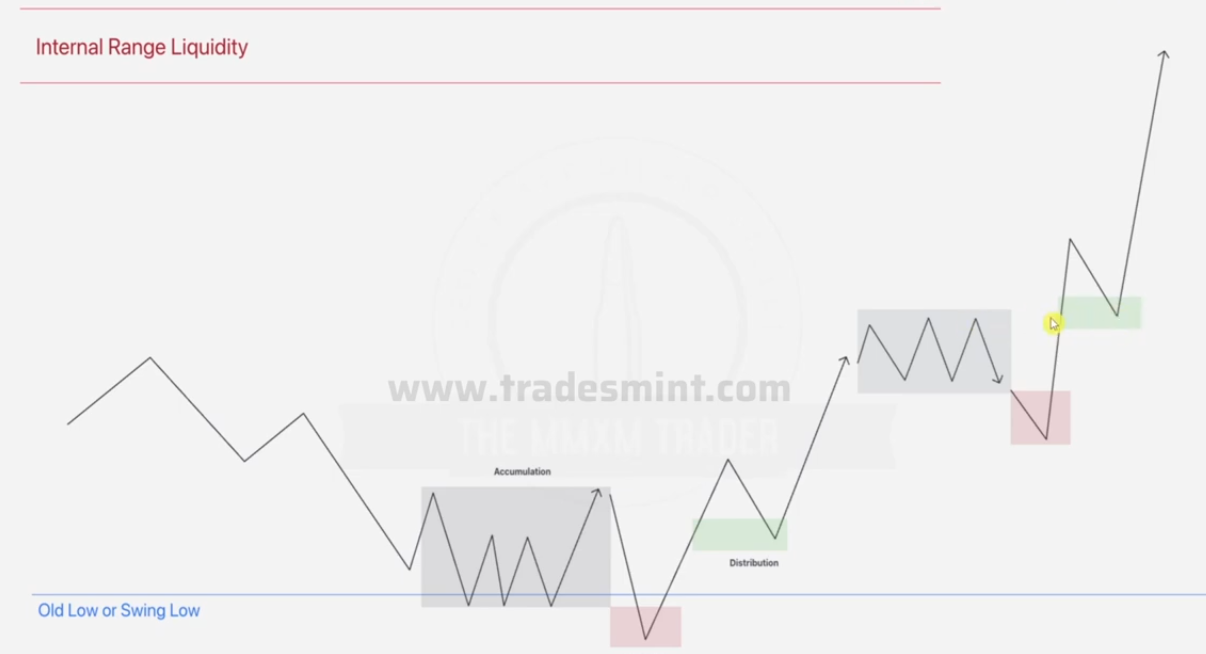 Internal Range Liquidity
www.tradesmint.com
THE MMXM TRADER
Accumulation
Distribution
Old Low or Swing Low